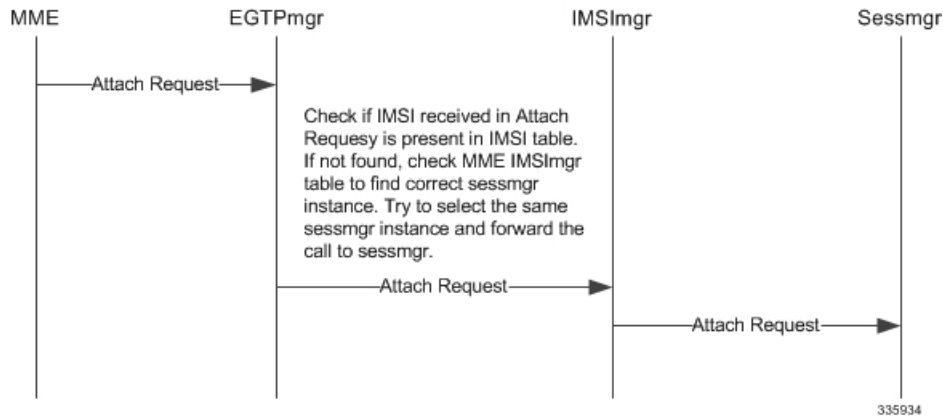 MME EGTPmgr IMSImgr Sessmgr
Attach Request
Check if IMSI received in Attach
Requesy is present in IMSI table.
If not found, check MME IMSImgr
table to find correct sessmgr
instance. Try to select the same
sessmgr instance and forward the
call to sessmgr.
Attach Request
Attach Request
335934